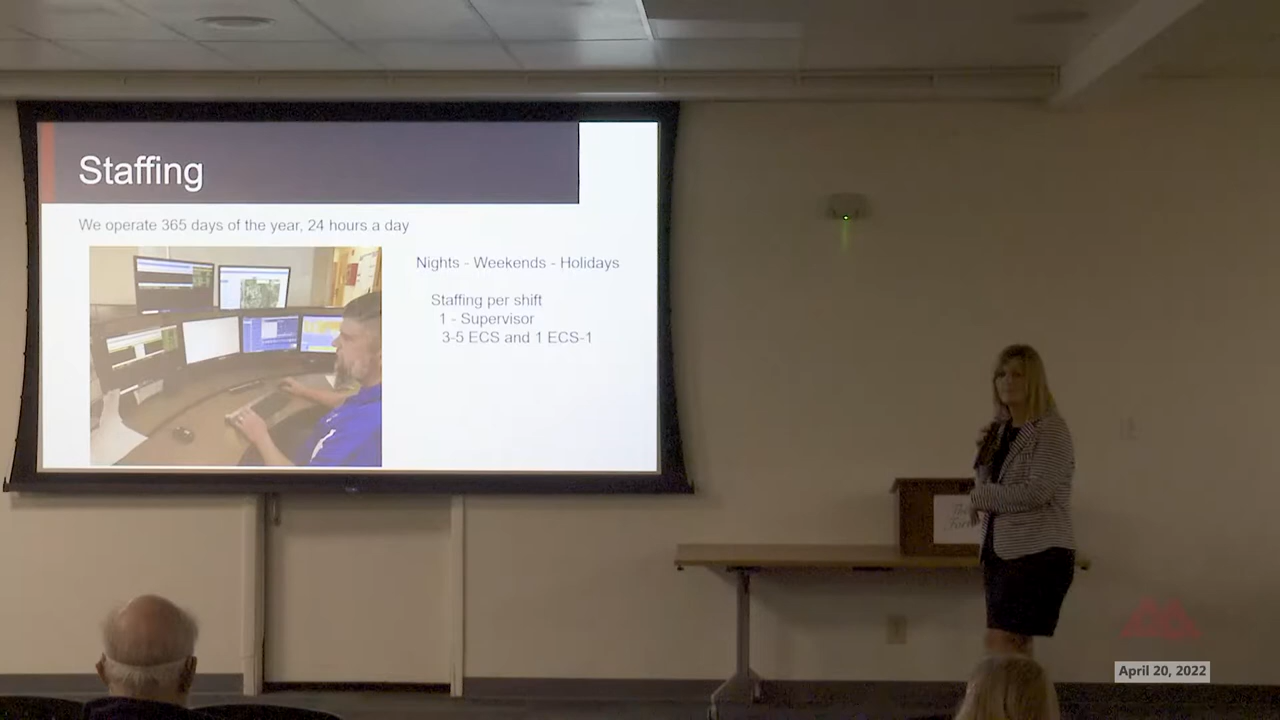 Staffing
We operate 365 days of the year, 24 hours a day
Nights - Weekends - Holidays
Staffing per shift
1 - Supervisor
3-5 ECS and 1 ECS-1
April 20, 2022